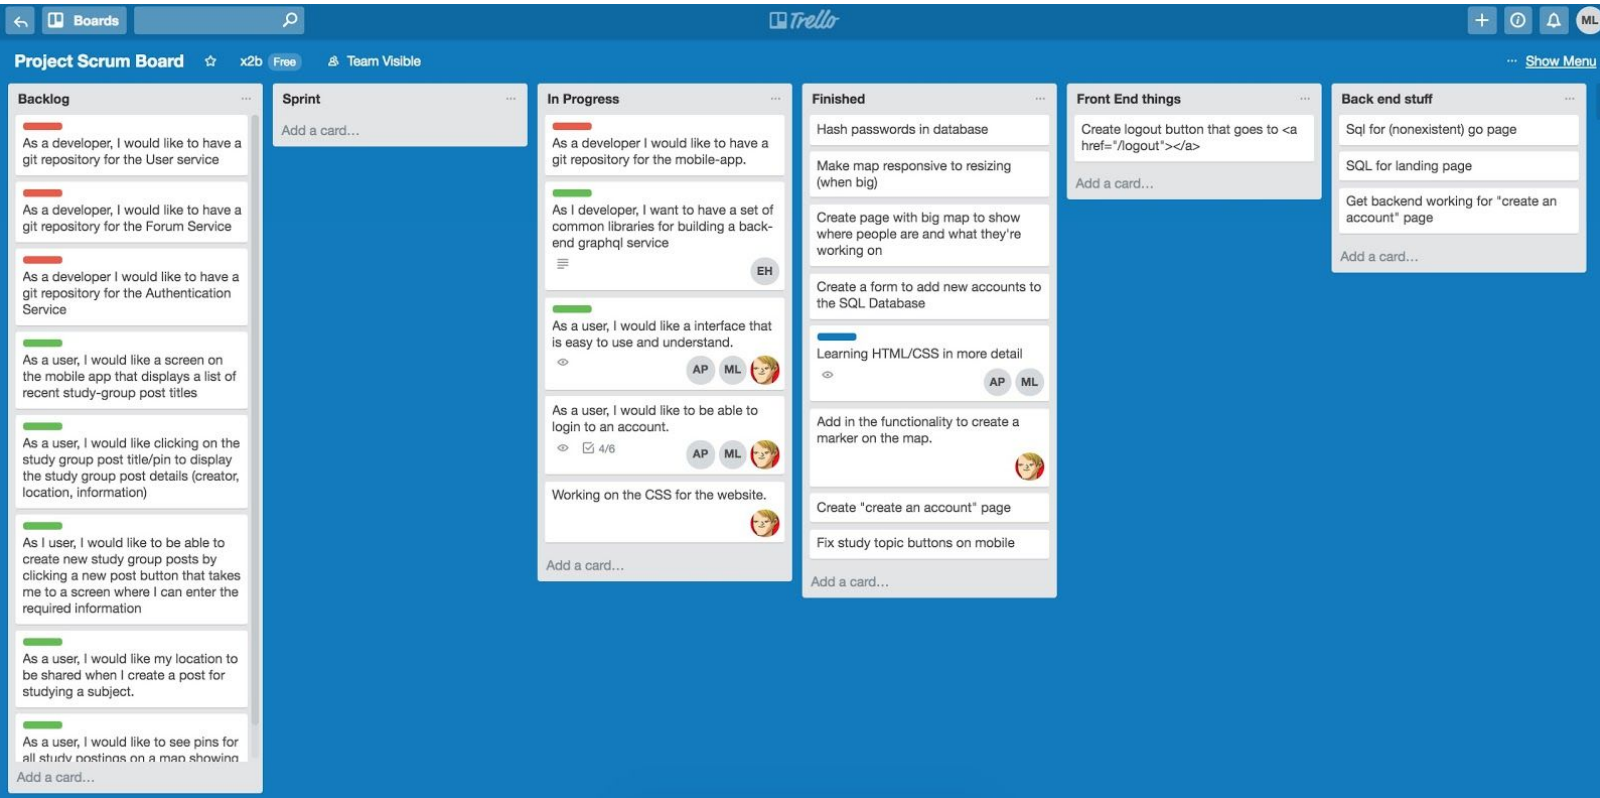 Boards
Trello
ML
Project Scrum Board
x2b Free
Team Visible
... Show Menu
Backlog
As a developer, I would like to have a
git repository for the User service
As a developer, I would like to have a
git repository for the Forum Service
As a developer I would like to have a
git repository for the Authentication
Service
As a user, I would like a screen on
the mobile app that displays a list of
recent study-group post titles
As a user, I would like clicking on the
study group post title/pin to display
the study group post details (creator,
location, information)
As I user, I would like to be able to
create new study group posts by
clicking a new post button that takes
me to a screen where I can enter the
required information
As a user, I would like my location to
be shared when I create a post for
studying a subject.
As a user, I would like to see pins for
all study postings on a map showing
Add a card...
Sprint
Add a card...
In Progress
As a developer I would like to have a
git repository for the mobile-app.
As I developer, I want to have a set of
common libraries for building a back-
end graphql service
EH
As a user, I would like a interface that
is easy to use and understand.
AP ML
As a user, I would like to be able to
login to an account.
4/6
AP ML
Working on the CSS for the website.
Add a card...
Finished
Hash passwords in database
Make map responsive to resizing
(when big)
Create page with big map to show
where people are and what they're
working on
Create a form to add new accounts to
the SQL Database
Learning HTML/CSS in more detail
AP ML
Add in the functionality to create a
marker on the map.
Create "create an account" page
Fix study topic buttons on mobile
Add a card...
Front End things
Create logout button that goes to <a
href="/logout"></a>
Add a card...
Back end stuff
Sql for (nonexistent) go page
SQL for landing page
Get backend working for "create an
account" page
Add a card...